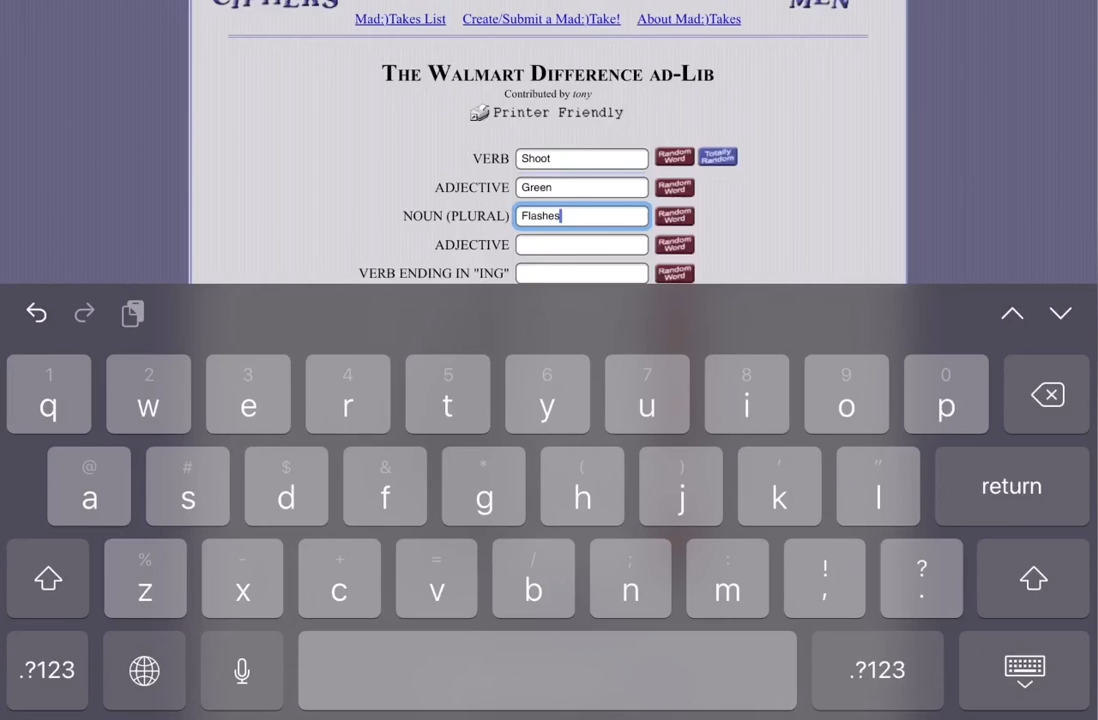 CIPHERS MEN
Mad:)Takes List Create/Submit a Mad:)Take! About Mad:)Takes
The Walmart Difference ad-Lib
Contributed by tony
Printer Friendly
VERB Shoot Random Word Totally Random
ADJECTIVE Green Random Word
NOUN (PLURAL) Flashes Random Word
ADJECTIVE Random Word
VERB ENDING IN "ING" Random Word
1 2 3 4 5 6 7 8 9 0
q w e r t y u i o p
@ # $ & * ( ) ' "
a s d f g h j k l return
% - + = / ; : ! ?
z x c v b n m , .
.?123 .?123